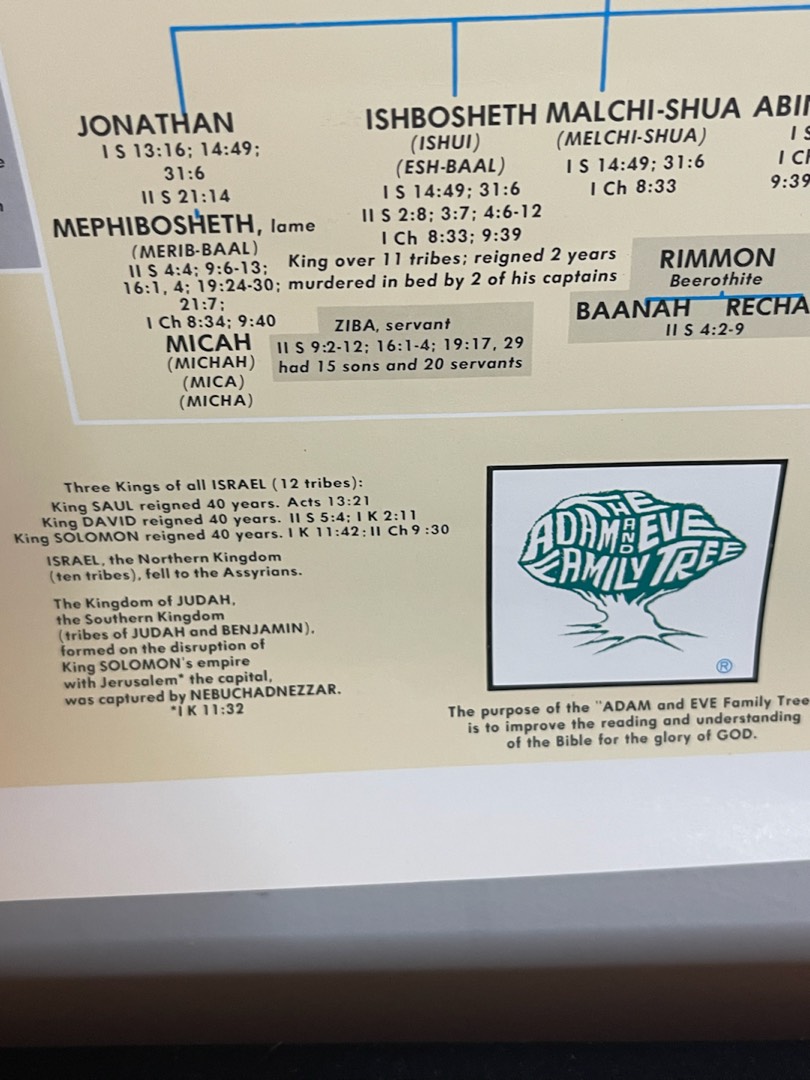 JONATHAN
I S 13:16; 14:49;
31:6
II S 21:14
MEPHIBOSHETH, lame
(MERIB-BAAL)
II S 4:4; 9:6-13;
16:1, 4; 19:24-30;
21:7;
I Ch 8:34; 9:40
MICAH
(MICHAH)
(MICA)
(MICHA)
ISHBOSHETH
(ISHUI)
(ESH-BAAL)
I S 14:49; 31:6
II S 2:8; 3:7; 4:6-12
I Ch 8:33; 9:39
King over 11 tribes; reigned 2 years
murdered in bed by 2 of his captains
ZIBA, servant
II S 9:2-12; 16:1-4; 19:17, 29
had 15 sons and 20 servants
MALCHI-SHUA
(MELCHI-SHUA)
I S 14:49; 31:6
I Ch 8:33
ABI
I S
I Ch
9:39
RIMMON
Beerothite
BAANAH RECHA
II S 4:2-9
Three Kings of all ISRAEL (12 tribes):
King SAUL reigned 40 years. Acts 13:21
King DAVID reigned 40 years. II S 5:4; I K 2:11
King SOLOMON reigned 40 years. I K 11:42; II Ch 9:30
ISRAEL, the Northern Kingdom
(ten tribes), fell to the Assyrians.
The Kingdom of JUDAH,
the Southern Kingdom
(tribes of JUDAH and BENJAMIN),
formed on the disruption of
King SOLOMON's empire
with Jerusalem* the capital,
was captured by NEBUCHADNEZZAR.
*I K 11:32
THE
ADAM AND EVE
FAMILY TREE
®
The purpose of the "ADAM and EVE Family Tree
is to improve the reading and understanding
of the Bible for the glory of GOD.